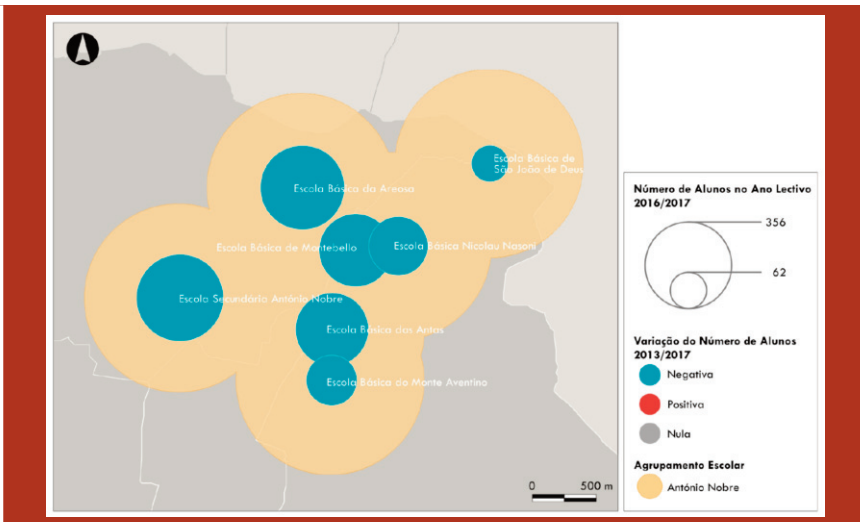 Escola Básica de
São João de Deus
Escola Básica da Areosa
Escola Básica de Montebello
Escola Básica Nicolau Nasoni
Escola Secundária António Nobre
Escola Básica das Antas
Escola Básica do Monte Aventino
0 500 m
Número de Alunos no Ano Lectivo
2016/2017
356
62
Variação do Número de Alunos
2013/2017
Negativa
Positiva
Nula
Agrupamento Escolar
António Nobre